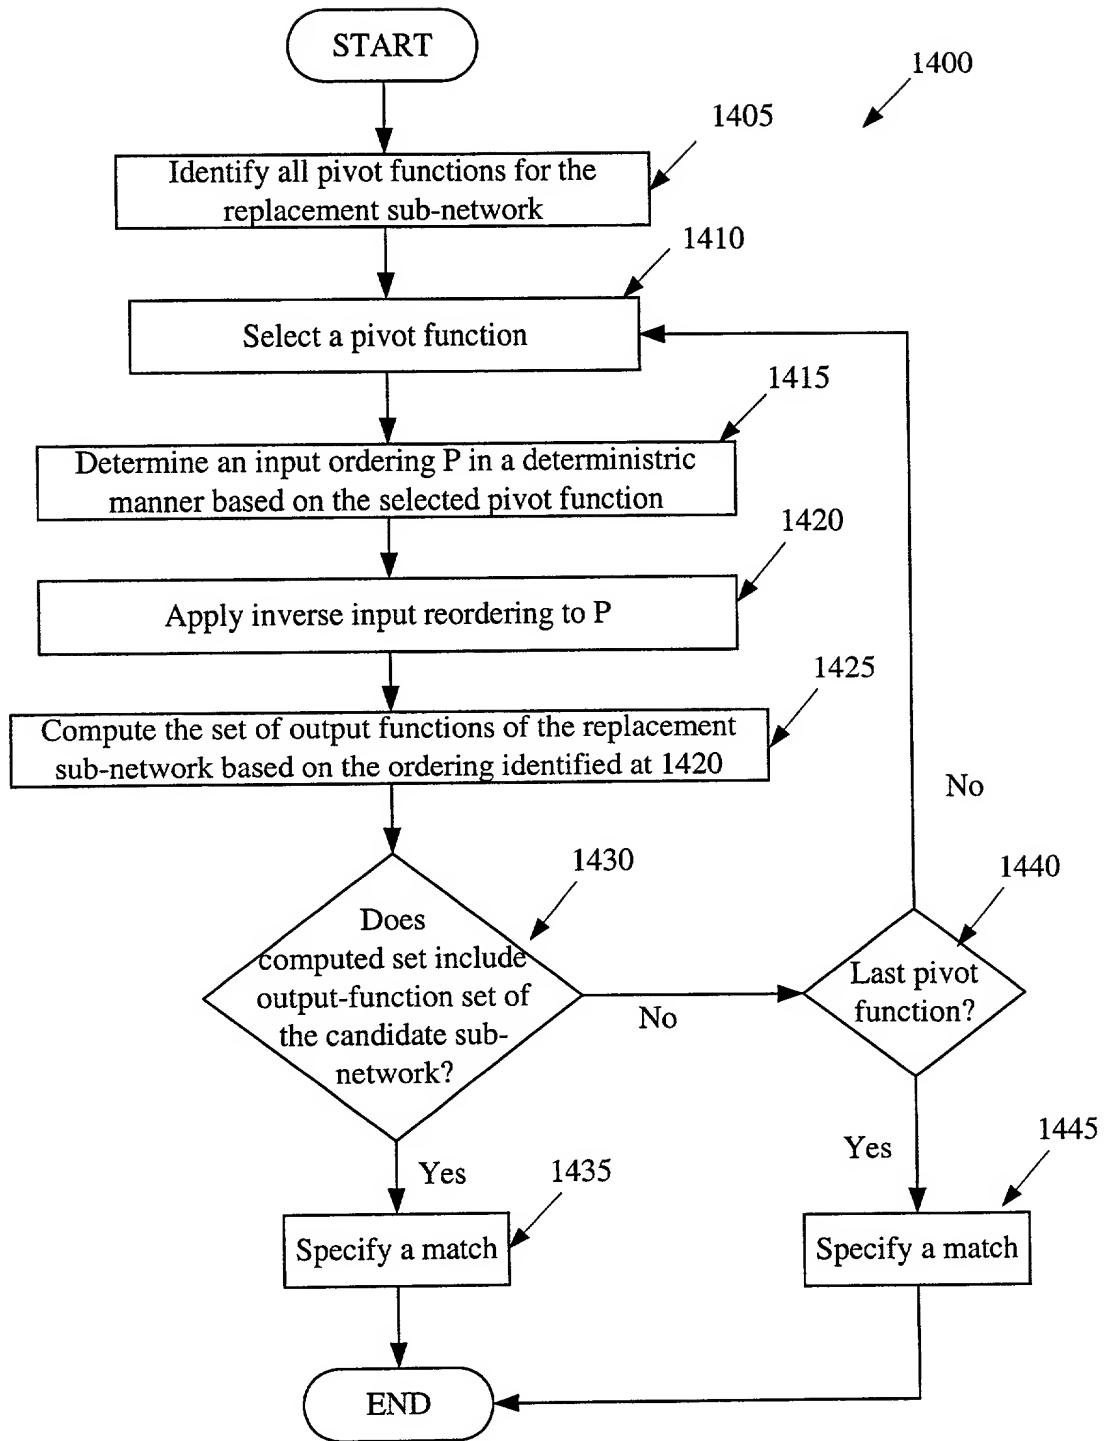 START
1400
1405
Identify all pivot functions for the
replacement sub-network
1410
Select a pivot function
1415
Determine an input ordering P in a deterministric
manner based on the selected pivot function
1420
Apply inverse input reordering to P
1425
Compute the set of output functions of the replacement
sub-network based on the ordering identified at 1420
No
1430
Does
computed set include
output-function set of
the candidate sub-
network?
No
1440
Last pivot
function?
Yes
1435
Specify a match
Yes
1445
Specify a match
END